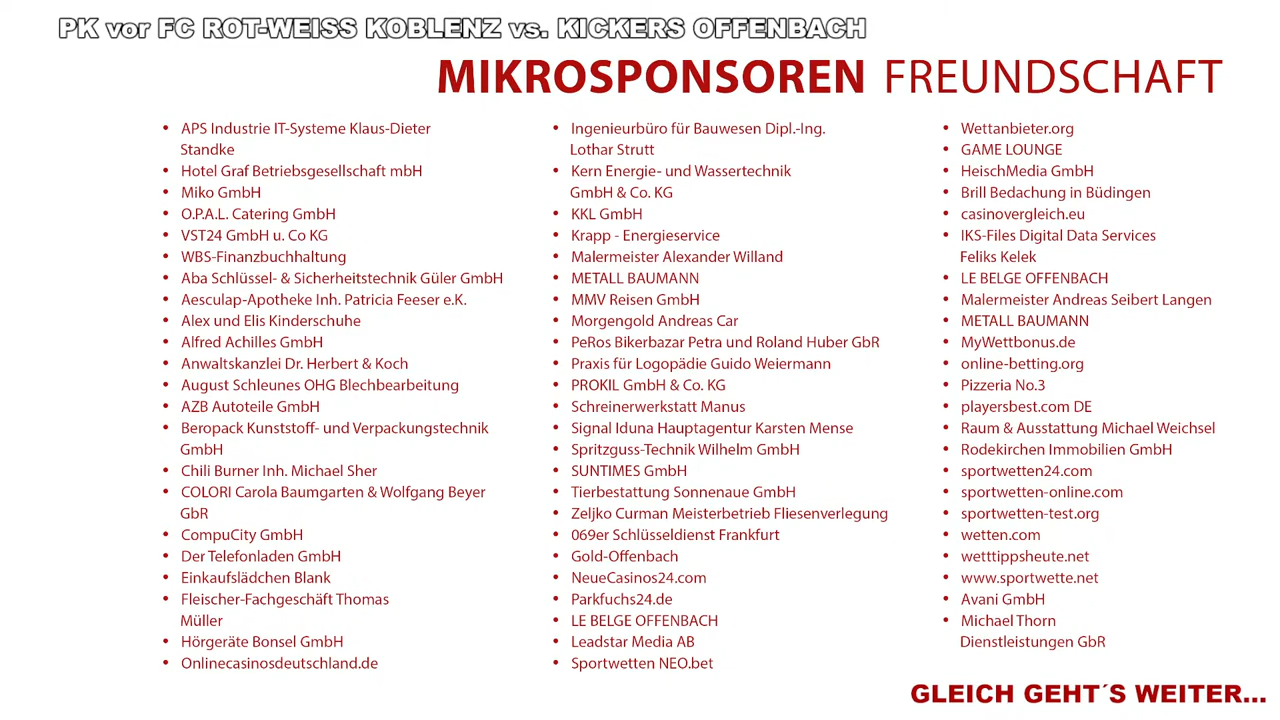 PK vor FC ROT-WEISS KOBLENZ vs. KICKERS OFFENBACH
MIKROSPONSOREN FREUNDSCHAFT
• APS Industrie IT-Systeme Klaus-Dieter
Standke
• Hotel Graf Betriebsgesellschaft mbH
• Miko GmbH
• O.P.A.L. Catering GmbH
• VST24 GmbH u. Co KG
• WBS-Finanzbuchhaltung
• Aba Schlüssel- & Sicherheitstechnik Güler GmbH
• Aesculap-Apotheke Inh. Patricia Feeser e.K.
• Alex und Elis Kinderschuhe
• Alfred Achilles GmbH
• Anwaltskanzlei Dr. Herbert & Koch
• August Schleunes OHG Blechbearbeitung
• AZB Autoteile GmbH
• Beropack Kunststoff- und Verpackungstechnik
GmbH
• Chili Burner Inh. Michael Sher
• COLORI Carola Baumgarten & Wolfgang Beyer
GbR
• CompuCity GmbH
• Der Telefonladen GmbH
• Einkaufslädchen Blank
• Fleischer-Fachgeschäft Thomas
Müller
• Hörgeräte Bonsel GmbH
• Onlinecasinosdeutschland.de
• Ingenieurbüro für Bauwesen Dipl.-Ing.
Lothar Strutt
• Kern Energie- und Wassertechnik
GmbH & Co. KG
• KKL GmbH
• Krapp - Energieservice
• Malermeister Alexander Willand
• METALL BAUMANN
• MMV Reisen GmbH
• Morgengold Andreas Car
• PeRos Bikerbazar Petra und Roland Huber GbR
• Praxis für Logopädie Guido Weiermann
• PROKIL GmbH & Co. KG
• Schreinerwerkstatt Manus
• Signal Iduna Hauptagentur Karsten Mense
• Spritzguss-Technik Wilhelm GmbH
• SUNTIMES GmbH
• Tierbestattung Sonnenaue GmbH
• Zeljko Curman Meisterbetrieb Fliesenverlegung
• 069er Schlüsseldienst Frankfurt
• Gold-Offenbach
• NeueCasinos24.com
• Parkfuchs24.de
• LE BELGE OFFENBACH
• Leadstar Media AB
• Sportwetten NEO.bet
• Wettanbieter.org
• GAME LOUNGE
• HeischMedia GmbH
• Brill Bedachung in Büdingen
• casinovergleich.eu
• IKS-Files Digital Data Services
Feliks Kelek
• LE BELGE OFFENBACH
• Malermeister Andreas Seibert Langen
• METALL BAUMANN
• MyWettbonus.de
• online-betting.org
• Pizzeria No.3
• playersbest.com DE
• Raum & Ausstattung Michael Weichsel
• Rodekirchen Immobilien GmbH
• sportwetten24.com
• sportwetten-online.com
• sportwetten-test.org
• wetten.com
• wetttippsheute.net
• www.sportwette.net
• Avani GmbH
• Michael Thorn
Dienstleistungen GbR
GLEICH GEHT´S WEITER...